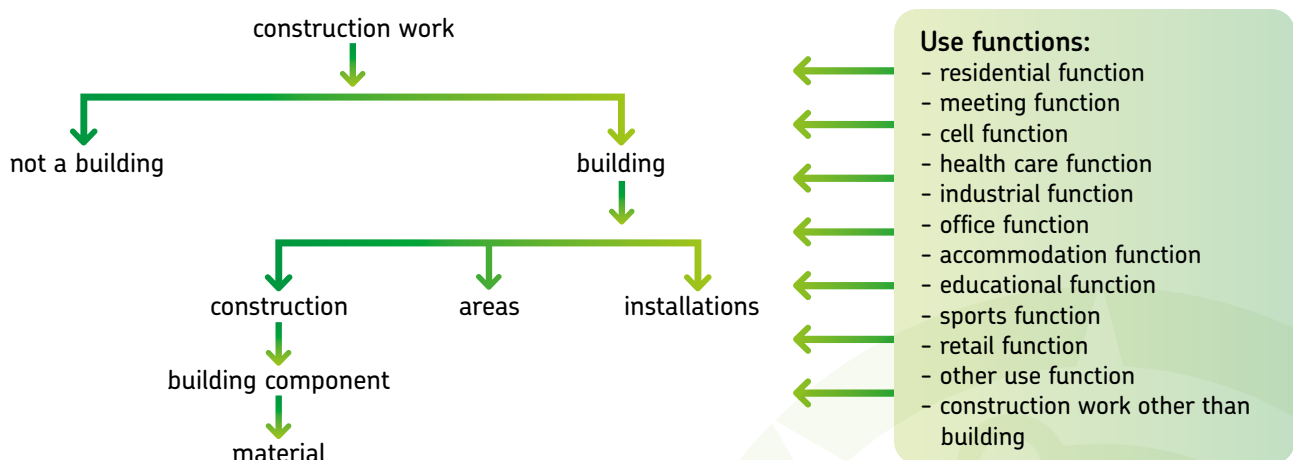 construction work
not a building
building
construction
areas
installations
building component
material
Use functions:
- residential function
- meeting function
- cell function
- health care function
- industrial function
- office function
- accommodation function
- educational function
- sports function
- retail function
- other use function
- construction work other than
building